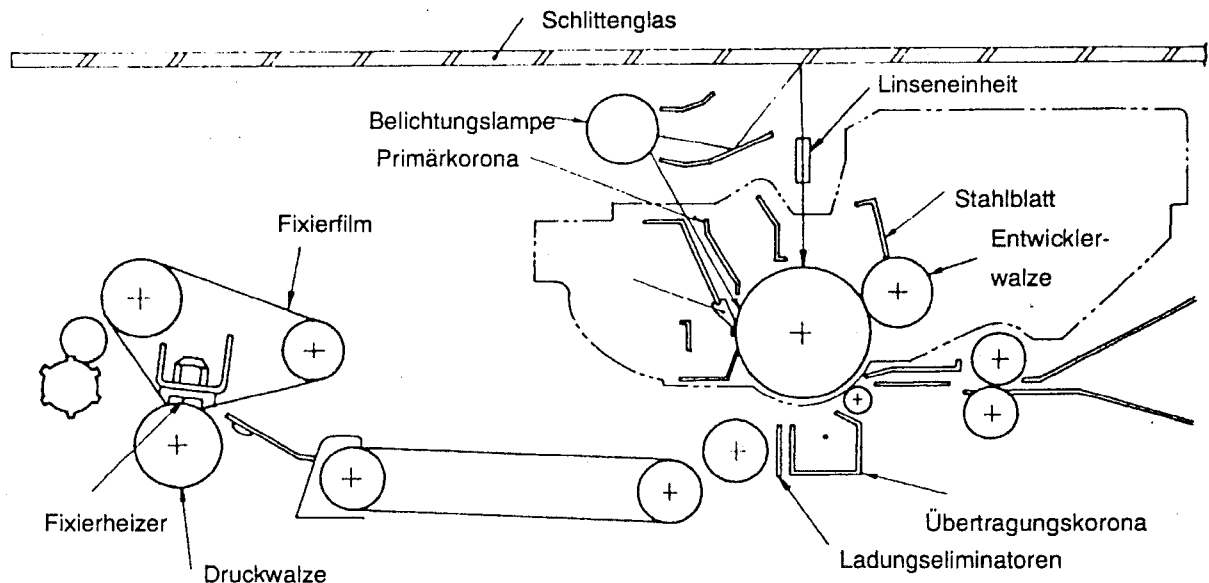 Schlittenglas
Linseneinheit
Belichtungslampe
Primärkorona
Stahlblatt
Fixierfilm
Entwickler-
walze
Fixierheizer
Übertragungskorona
Ladungseliminatoren
Druckwalze